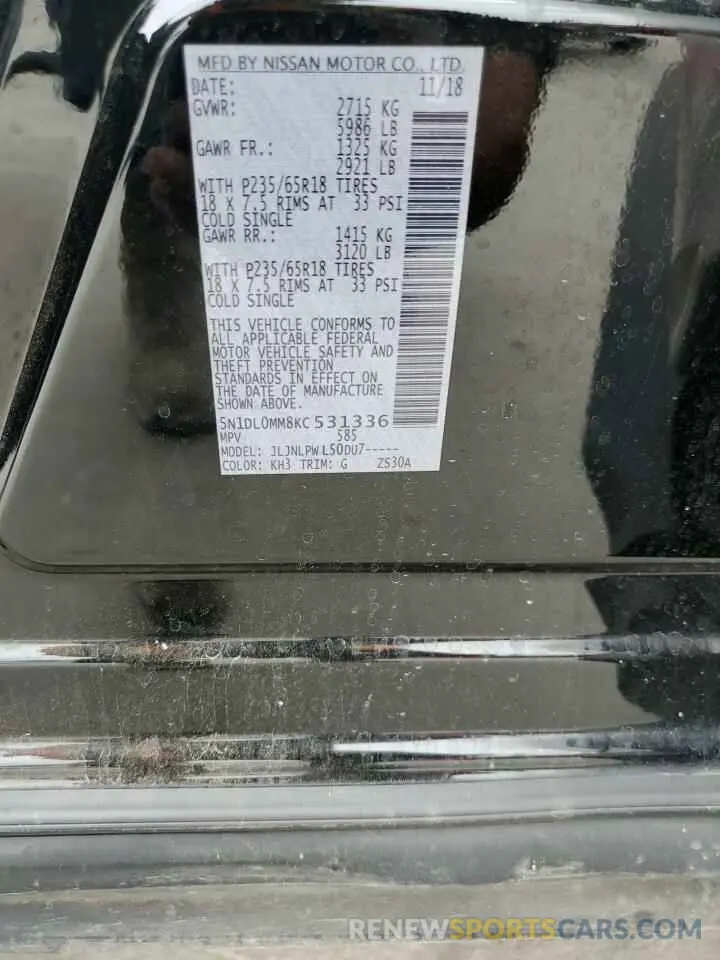 MFD BY NISSAN MOTOR CO., LTD.
DATE: 11/18
GVWR: 2715 KG
5986 LB
GAWR FR.: 1325 KG
2921 LB
WITH P235/65R18 TIRES
18 X 7.5 RIMS AT 33 PSI
COLD SINGLE
GAWR RR.: 1415 KG
3120 LB
WITH P235/65R18 TIRES
18 X 7.5 RIMS AT 33 PSI
COLD SINGLE
THIS VEHICLE CONFORMS TO
ALL APPLICABLE FEDERAL
MOTOR VEHICLE SAFETY AND
THEFT PREVENTION
STANDARDS IN EFFECT ON
THE DATE OF MANUFACTURE
SHOWN ABOVE.
5N1DL0MM8KC531336
MPV 585
MODEL: JLJNLPWL50DU7-----
COLOR: KH3 TRIM: G ZS30A
RENEWSPORTSCARS.COM